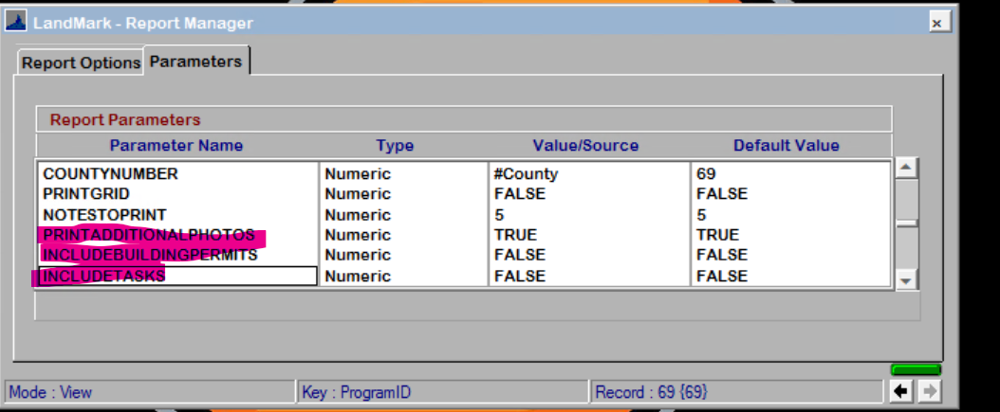 LandMark - Report Manager
Report Options Parameters
Report Parameters
Parameter Name Type Value/Source Default Value
COUNTYNUMBER Numeric #County 69
PRINTGRID Numeric FALSE FALSE
NOTESTOPRINT Numeric 5 5
PRINTADDITIONALPHOTOS Numeric TRUE TRUE
INCLUDEBUILDINGPERMITS Numeric FALSE FALSE
INCLUDETASKS Numeric FALSE FALSE
Mode : View Key : ProgramID Record : 69 {69}